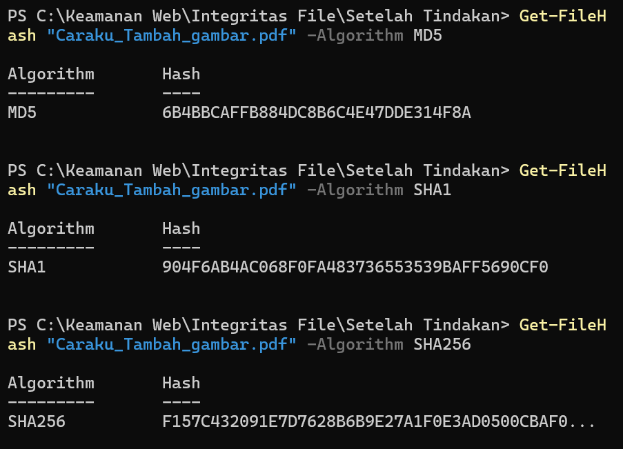 PS C:\Keamanan Web\Integritas File\Setelah Tindakan> Get-FileH
ash "Caraku_Tambah_gambar.pdf" -Algorithm MD5
Algorithm Hash
--------- ----
MD5 6B4BBCAFFB884DC8B6C4E47DDE314F8A
PS C:\Keamanan Web\Integritas File\Setelah Tindakan> Get-FileH
ash "Caraku_Tambah_gambar.pdf" -Algorithm SHA1
Algorithm Hash
--------- ----
SHA1 904F6AB4AC068F0FA483736553539BAFF5690CF0
PS C:\Keamanan Web\Integritas File\Setelah Tindakan> Get-FileH
ash "Caraku_Tambah_gambar.pdf" -Algorithm SHA256
Algorithm Hash
--------- ----
SHA256 F157C432091E7D7628B6B9E27A1F0E3AD0500CBAF0...